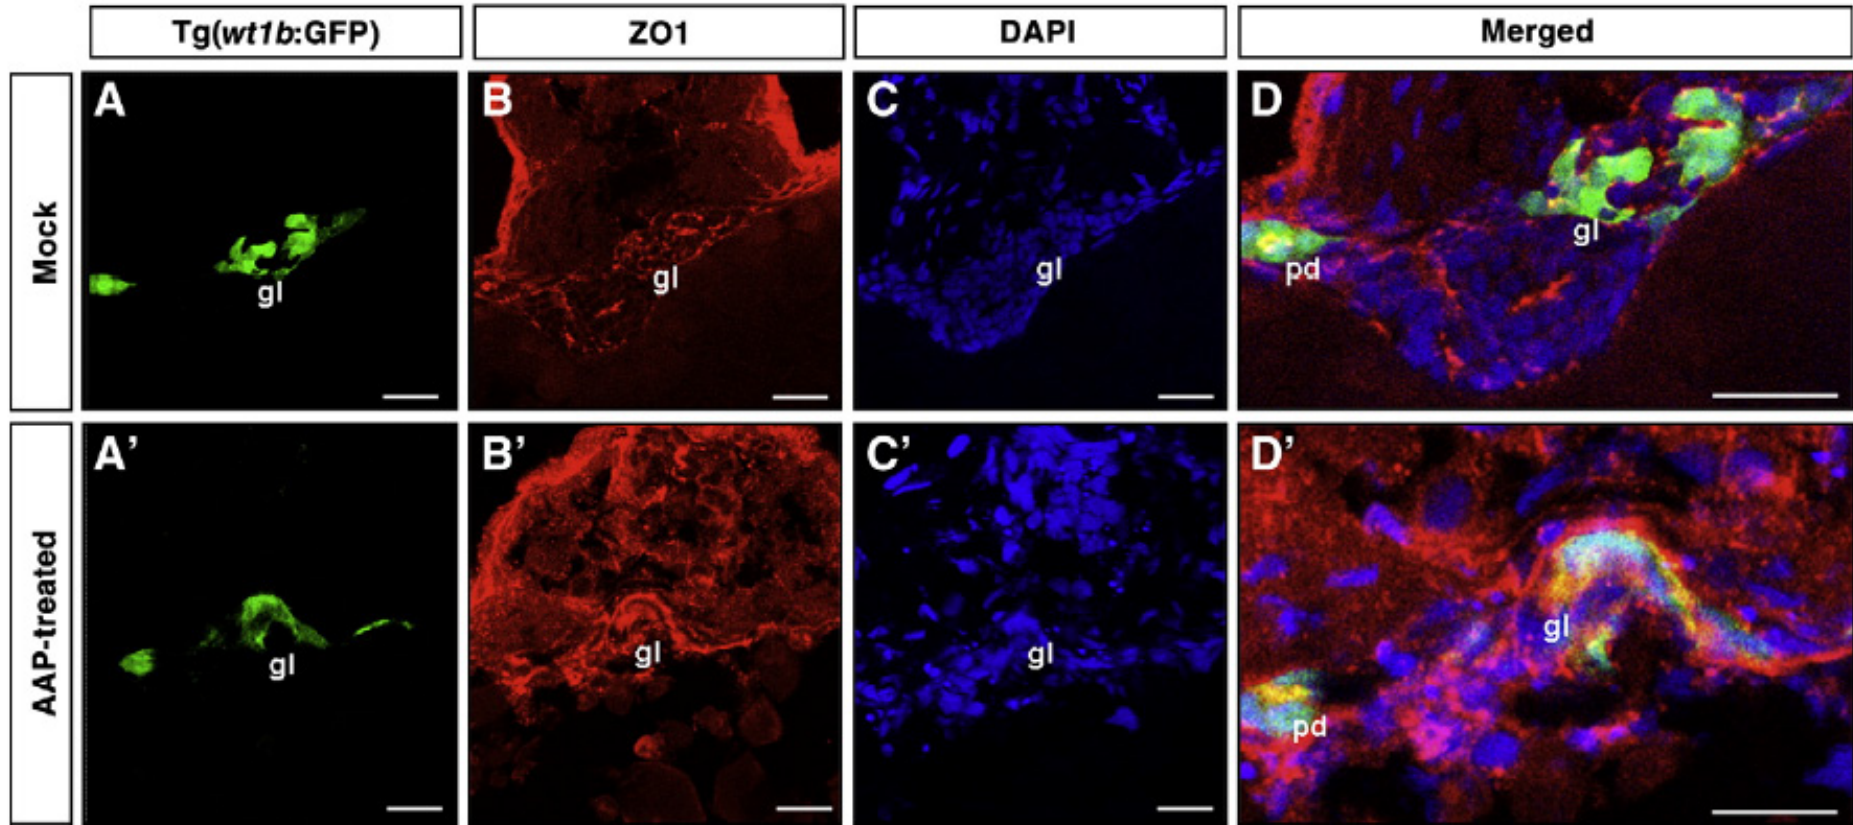 Tg(wt1b:GFP) ZO1 DAPI Merged
Mock
A B C D
gl gl gl gl
pd
AAP-treated
A’ B’ C’ D’
gl gl gl gl
pd